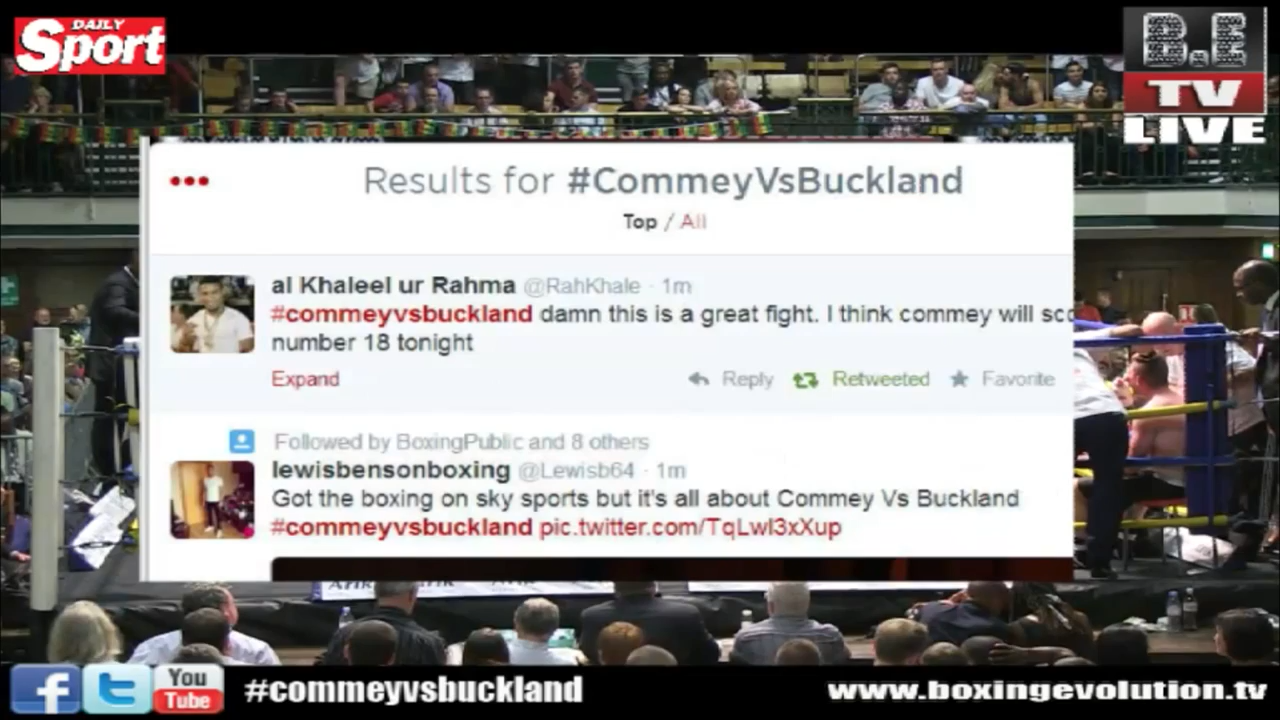 DAILY
Sport
B.E
TV
LIVE
Results for #CommeyVsBuckland
Top / All
al Khaleel ur Rahma @RahKhale · 1m
#commeyvsbuckland damn this is a great fight. I think commey will sco
number 18 tonight
Expand
Reply Retweeted Favorite
Followed by BoxingPublic and 8 others
lewisbensonboxing @Lewisb64 · 1m
Got the boxing on sky sports but it's all about Commey Vs Buckland
#commeyvsbuckland pic.twitter.com/TqLwl3xXup
f
You
Tube
#commeyvsbuckland
www.boxingevolution.tv